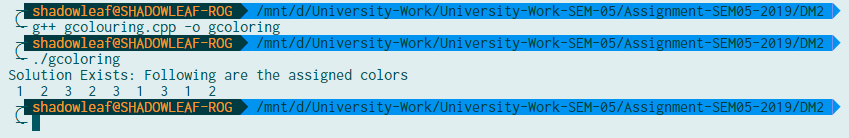 shadowleaf@SHADOWLEAF-ROG /mnt/d/University-Work/University-Work-SEM-05/Assignment-SEM05-2019/DM2
g++ gcolouring.cpp -o gcoloring
shadowleaf@SHADOWLEAF-ROG /mnt/d/University-Work/University-Work-SEM-05/Assignment-SEM05-2019/DM2
./gcoloring
Solution Exists: Following are the assigned colors
1 2 3 2 3 1 3 1 2
shadowleaf@SHADOWLEAF-ROG /mnt/d/University-Work/University-Work-SEM-05/Assignment-SEM05-2019/DM2